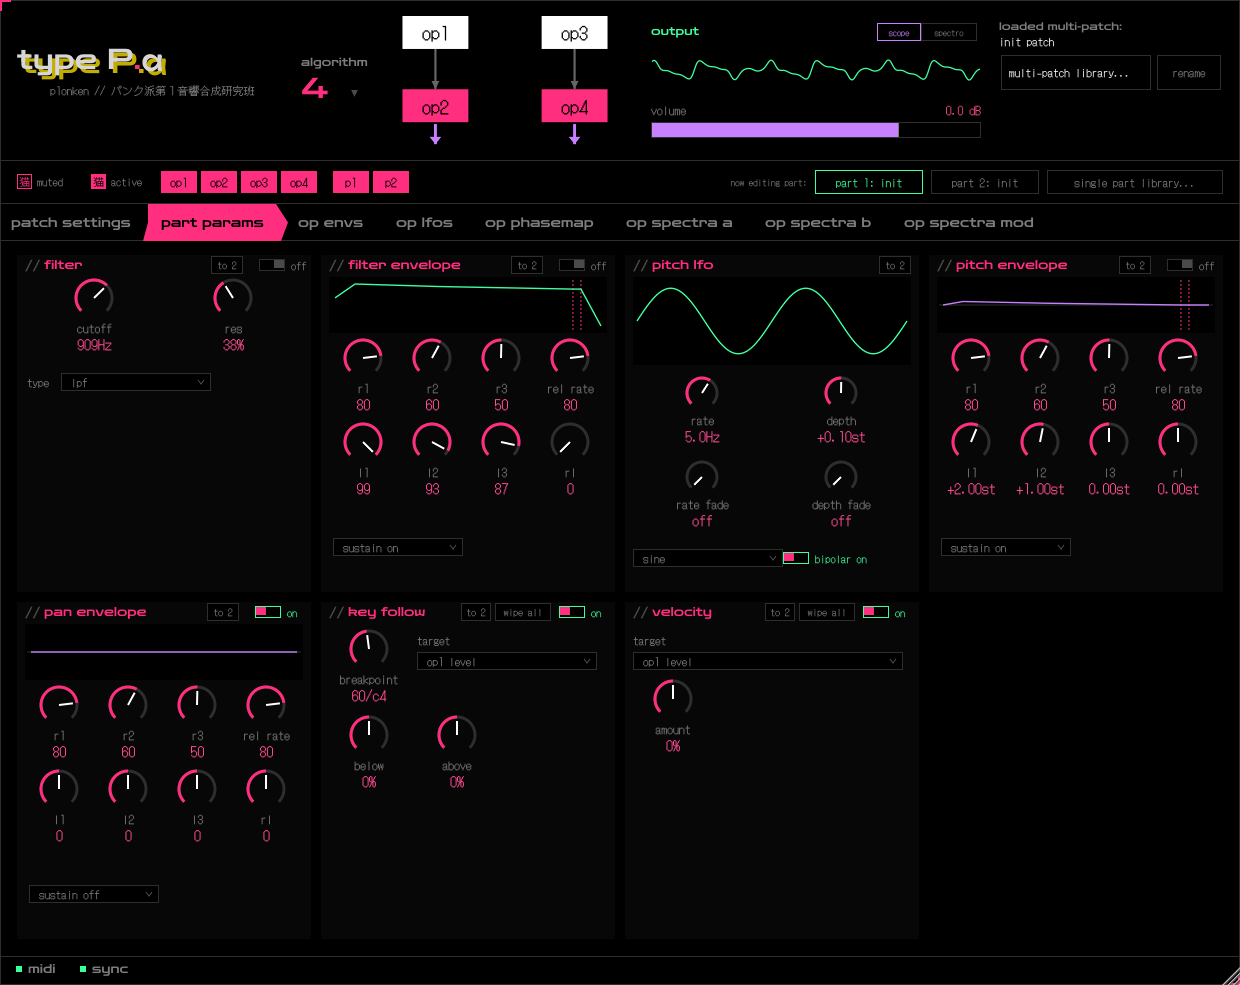 type P.a
plonken // パンク派第１音響合成研究班
algorithm
4
op1
op3
op2
op4
output
scope
spectro
volume
0.0 dB
loaded multi-patch:
init patch
multi-patch library...
rename
猫 muted
猫 active
op1 op2 op3 op4 p1 p2
now editing part:
part 1: init
part 2: init
single part library...
patch settings
part params
op envs
op lfos
op phasemap
op spectra a
op spectra b
op spectra mod
// filter
to 2
off
cutoff
909Hz
res
38%
type
lpf
// filter envelope
to 2
off
r1 r2 r3 rel rate
80 60 50 80
l1 l2 l3 rl
99 93 87 0
sustain on
// pitch lfo
to 2
rate depth
5.0Hz +0.10st
rate fade depth fade
off off
sine
bipolar on
// pitch envelope
to 2
off
r1 r2 r3 rel rate
80 60 50 80
l1 l2 l3 rl
+2.00st +1.00st 0.00st 0.00st
sustain on
// pan envelope
to 2
on
r1 r2 r3 rel rate
80 60 50 80
l1 l2 l3 rl
0 0 0 0
sustain off
// key follow
to 2
wipe all
on
breakpoint
60/c4
target
op1 level
below above
0% 0%
// velocity
to 2
wipe all
on
target
op1 level
amount
0%
midi
sync